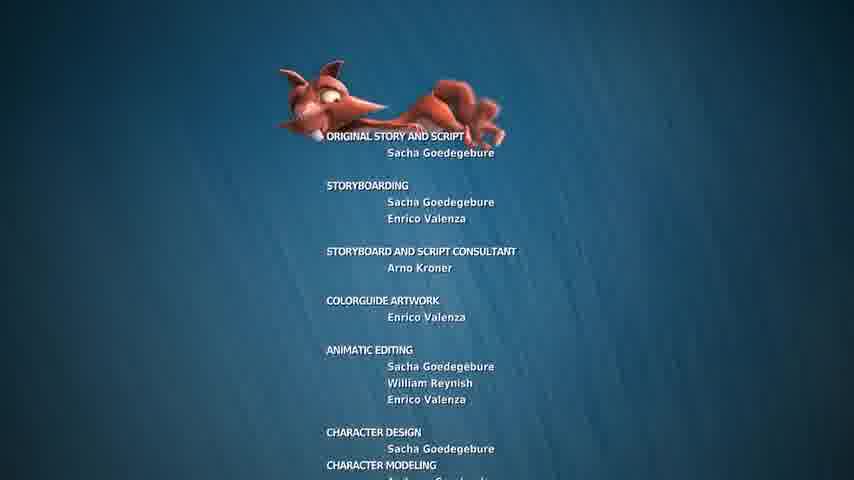 ORIGINAL STORY AND SCRIPT
Sacha Goedegebure
STORYBOARDING
Sacha Goedegebure
Enrico Valenza
STORYBOARD AND SCRIPT CONSULTANT
Arno Kroner
COLORGUIDE ARTWORK
Enrico Valenza
ANIMATIC EDITING
Sacha Goedegebure
William Reynish
Enrico Valenza
CHARACTER DESIGN
Sacha Goedegebure
CHARACTER MODELING